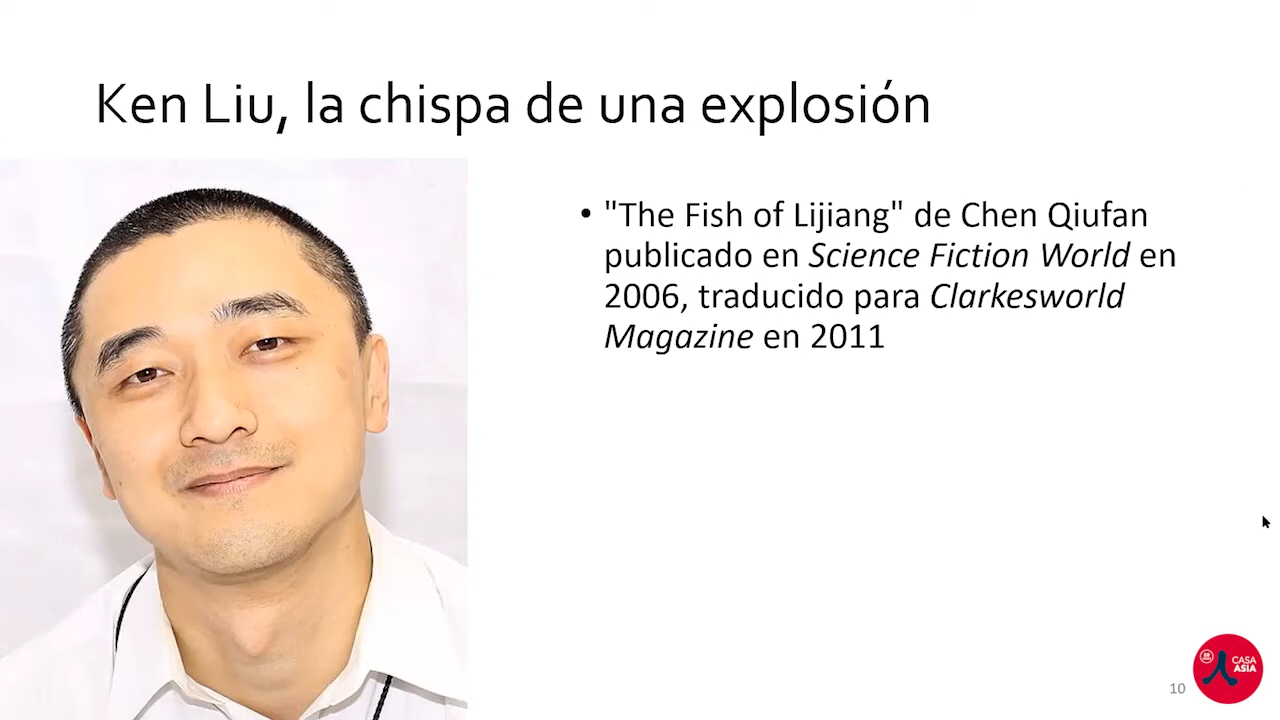 Ken Liu, la chispa de una explosión
• "The Fish of Lijiang" de Chen Qiufan
publicado en Science Fiction World en
2006, traducido para Clarkesworld
Magazine en 2011
10
CASA
ASIA